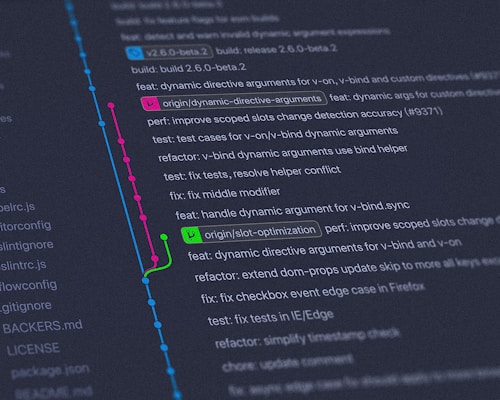 build: fix feature flags for esm builds
feat: detect and warn invalid dynamic argument expressions
v2.6.0-beta.2 build: release 2.6.0-beta.2
build: build 2.6.0-beta.2
feat: dynamic directive arguments for v-on, v-bind and custom directives (#93
origin/dynamic-directive-arguments feat: dynamic args for custom directives
perf: improve scoped slots change detection accuracy (#9371)
test: test cases for v-on/v-bind dynamic arguments
refactor: v-bind dynamic arguments use bind helper
test: fix tests, resolve helper conflict
fix: fix middle modifier
feat: handle dynamic argument for v-bind.sync
origin/slot-optimization perf: improve scoped slots change
feat: dynamic directive arguments for v-bind and v-on
refactor: extend dom-props update skip to more all keys
fix: fix checkbox event edge case in Firefox
test: fix tests in IE/Edge
refactor: simplify timestamp check
chore: update comment
fix: async edge case fix should apply to more
belrc.js
itorconfig
slintignore
slintrc.js
flowconfig
.gitignore
BACKERS.md
LICENSE
package.json
README.md